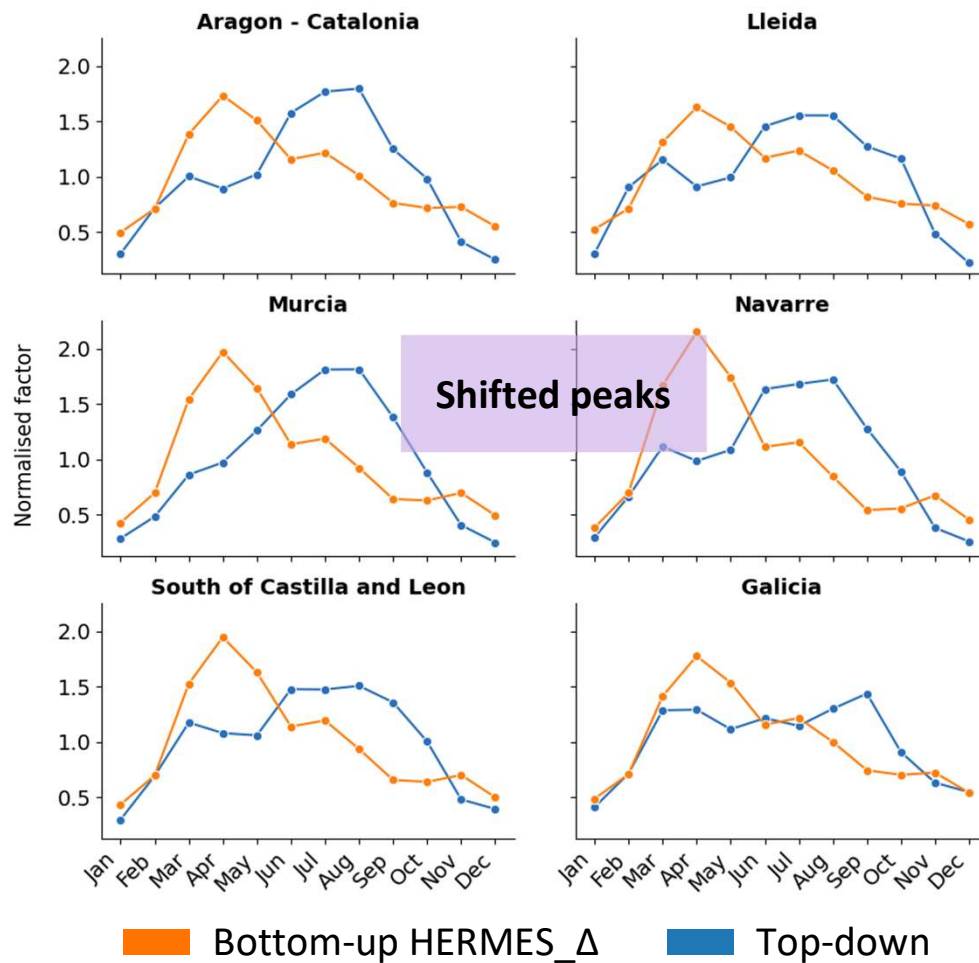 Aragon - Catalonia
Lleida
2.0
1.5
1.0
0.5
Murcia
Navarre
Normalised factor
2.0
1.5
1.0
0.5
Shifted peaks
South of Castilla and Leon
Galicia
2.0
1.5
1.0
0.5
Jan Feb Mar Apr May Jun Jul Aug Sep Oct Nov Dec
Jan Feb Mar Apr May Jun Jul Aug Sep Oct Nov Dec
Bottom-up HERMES_Δ
Top-down